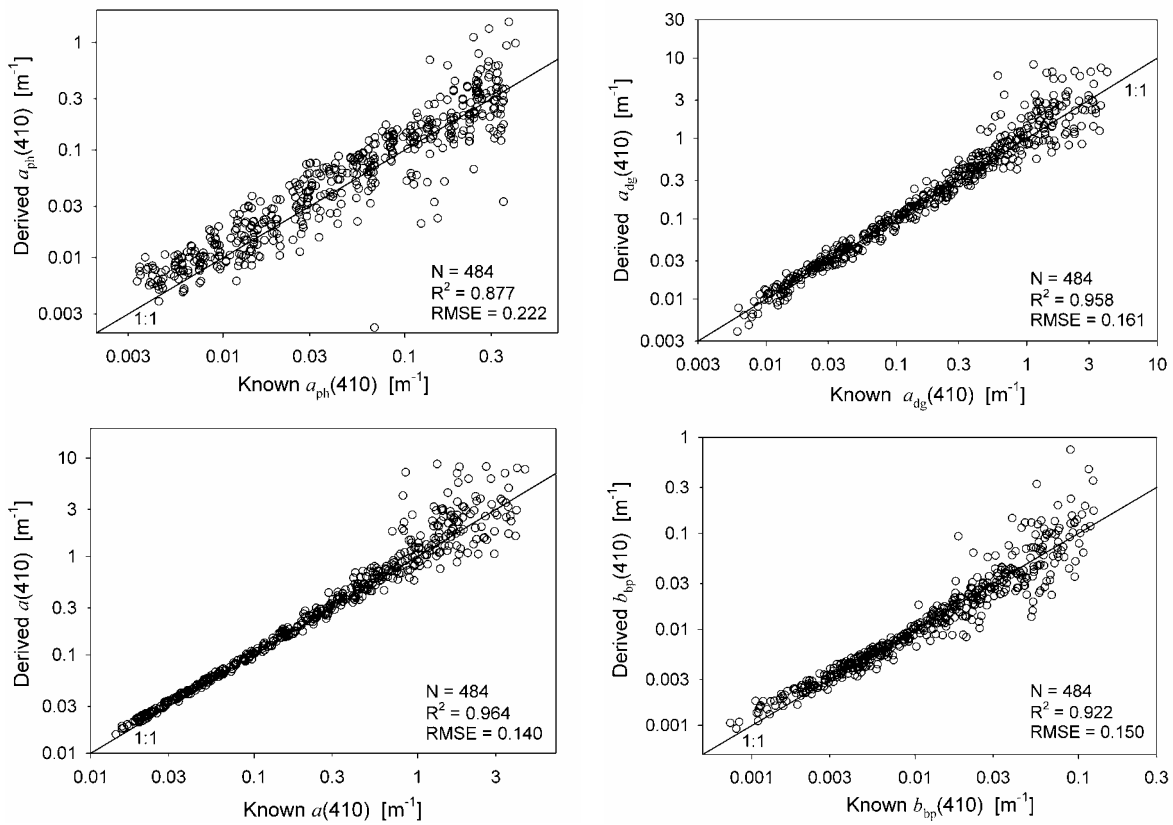 Derived a_ph(410) [m⁻¹]
1
0.3
0.1
0.03
0.01
0.003
N = 484
R² = 0.877
RMSE = 0.222
1:1
0.003 0.01 0.03 0.1 0.3
Known a_ph(410) [m⁻¹]
Derived a_dg(410) [m⁻¹]
30
10
3
1
0.3
0.1
0.03
0.01
0.003
1:1
N = 484
R² = 0.958
RMSE = 0.161
0.003 0.01 0.03 0.1 0.3 1 3 10
Known a_dg(410) [m⁻¹]
Derived a(410) [m⁻¹]
10
3
1
0.3
0.1
0.03
0.01
N = 484
R² = 0.964
RMSE = 0.140
1:1
0.01 0.03 0.1 0.3 1 3
Known a(410) [m⁻¹]
Derived b_bp(410) [m⁻¹]
1
0.3
0.1
0.03
0.01
0.003
0.001
N = 484
R² = 0.922
RMSE = 0.150
1:1
0.001 0.003 0.01 0.03 0.1 0.3
Known b_bp(410) [m⁻¹]